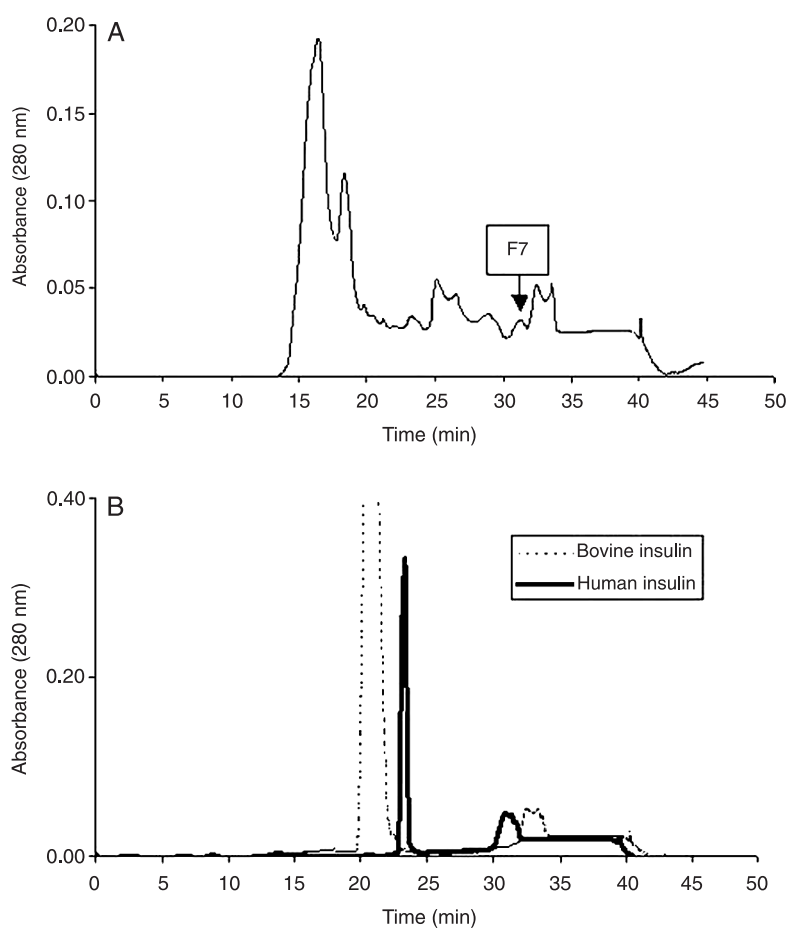 A
0.20
0.15
0.10
0.05
0.00
Absorbance (280 nm)
F7
0 5 10 15 20 25 30 35 40 45 50
Time (min)
B
0.40
0.20
0.00
Absorbance (280 nm)
Bovine insulin
Human insulin
0 5 10 15 20 25 30 35 40 45 50
Time (min)